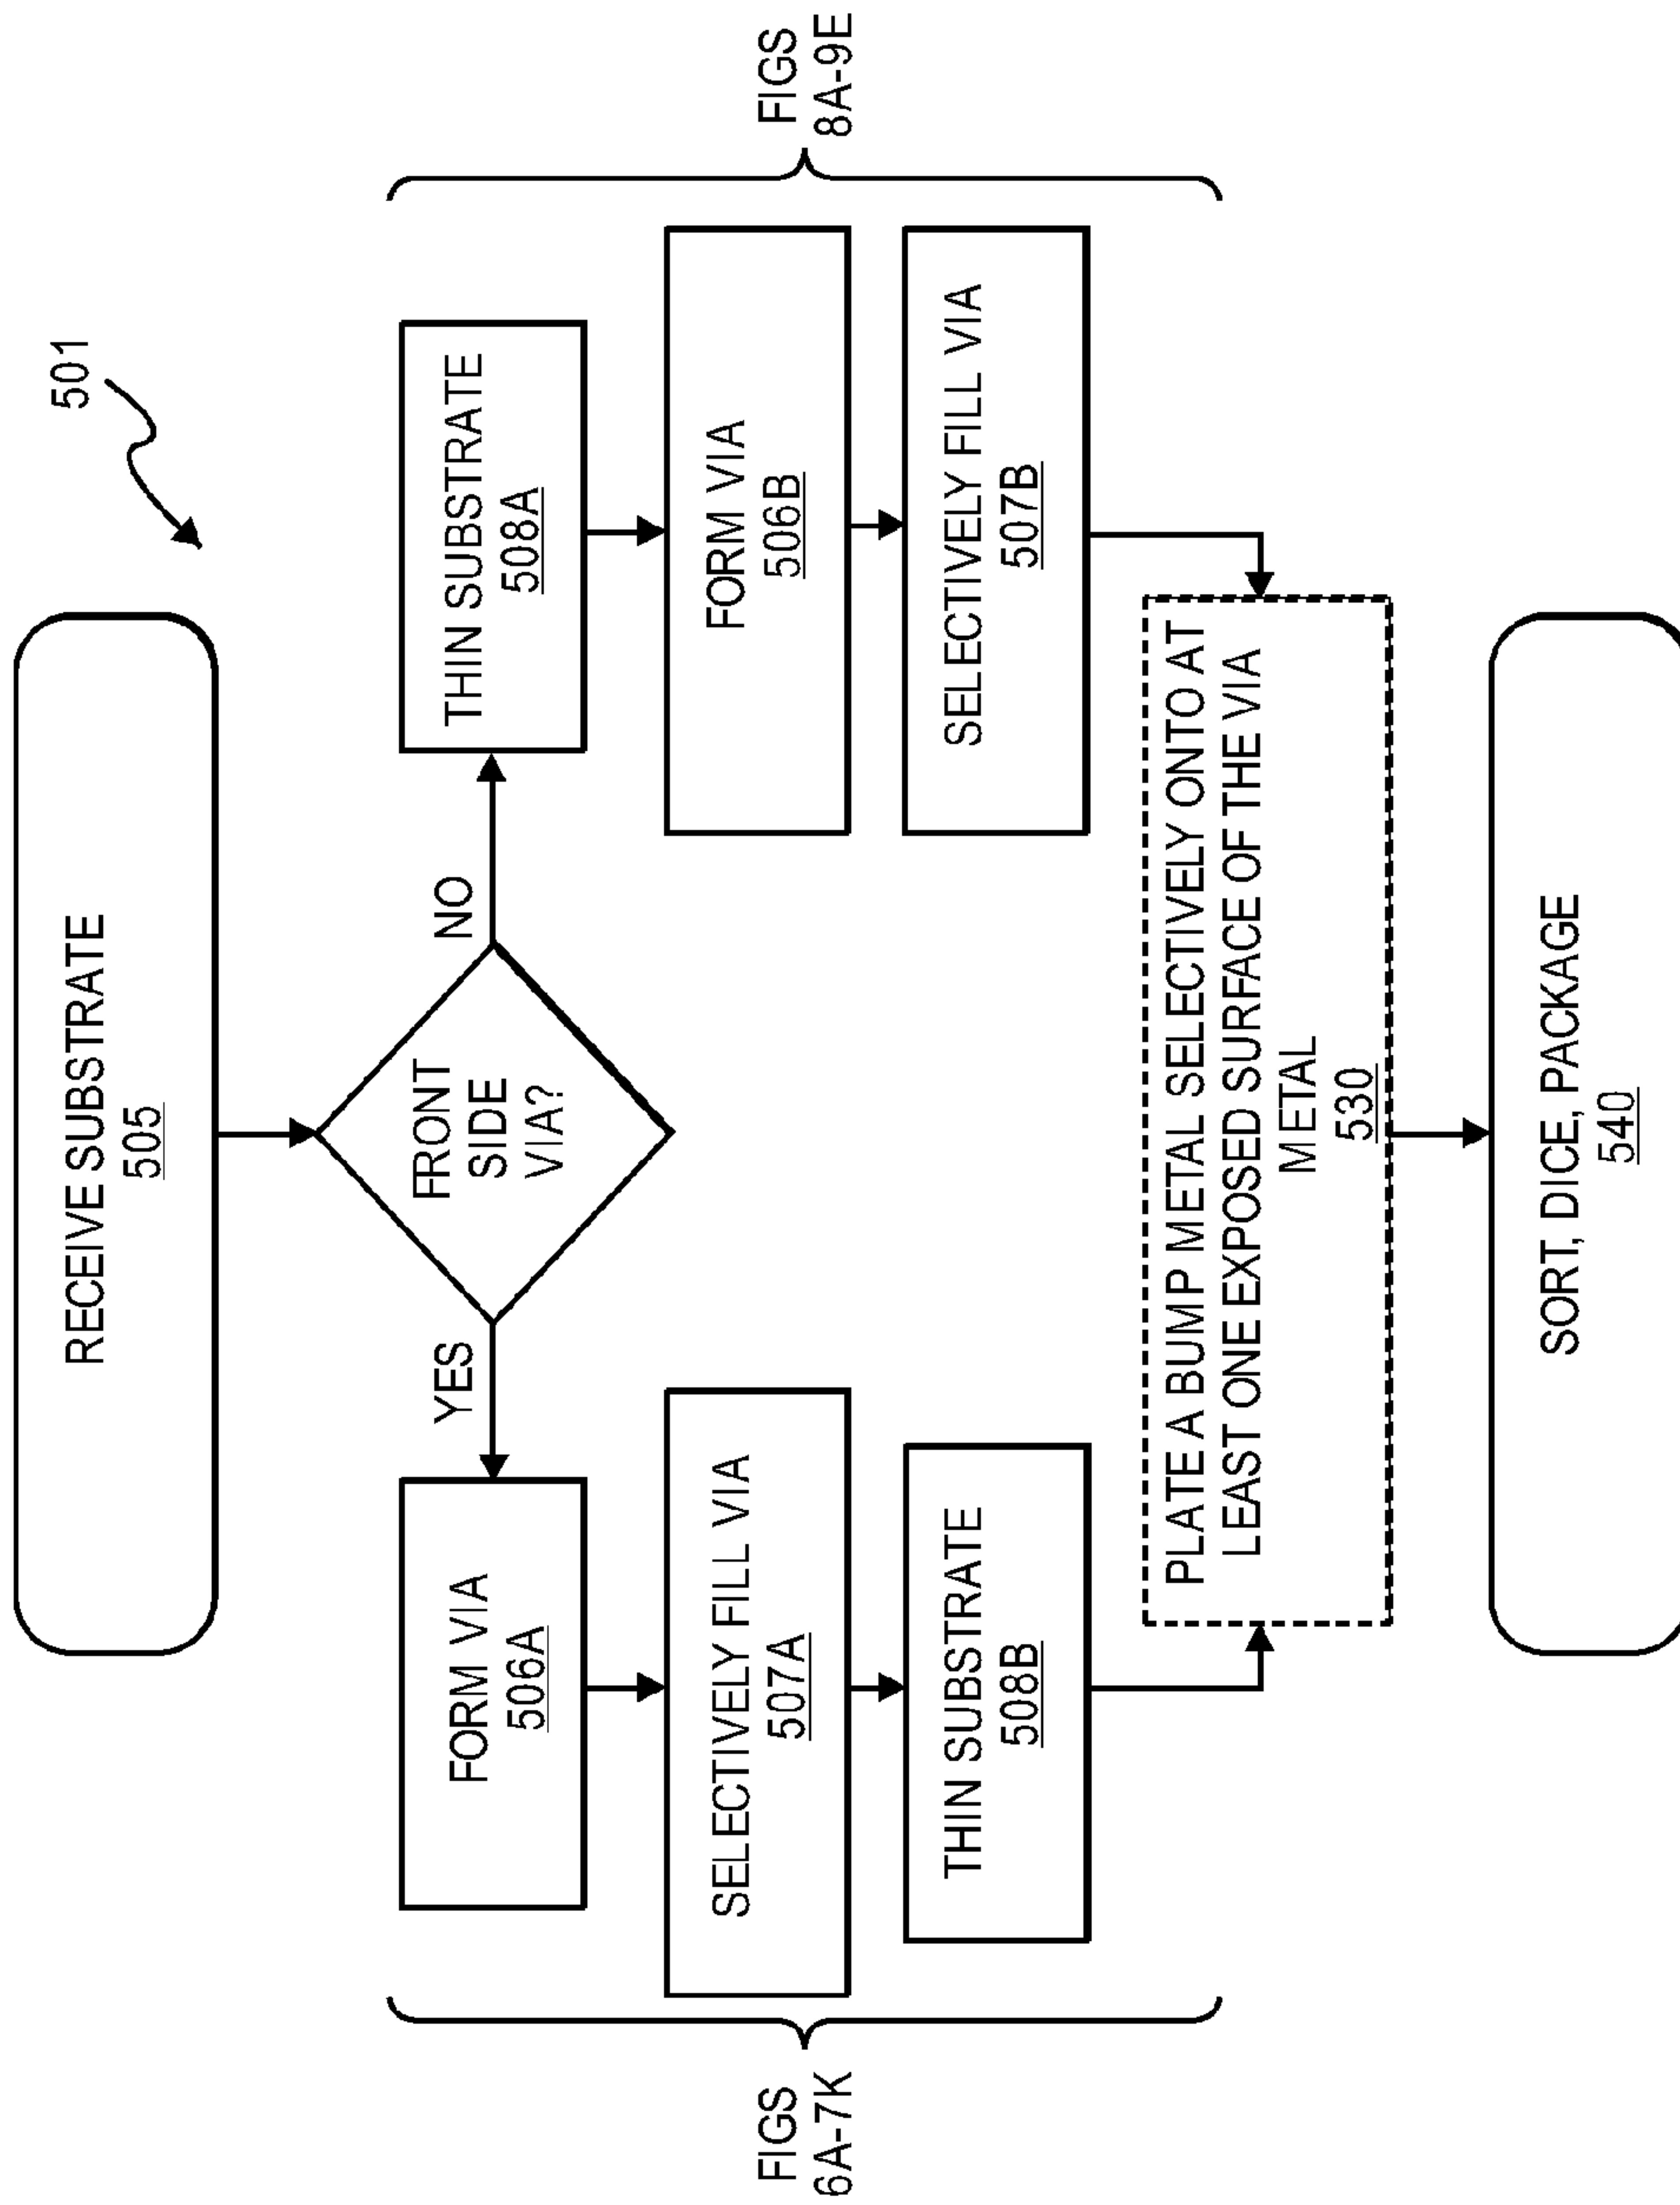 501
RECEIVE SUBSTRATE
505
FRONT
SIDE
VIA?
YES
NO
FORM VIA
506A
SELECTIVELY FILL VIA
507A
THIN SUBSTRATE
508B
FIGS
6A-7K
THIN SUBSTRATE
508A
FORM VIA
506B
SELECTIVELY FILL VIA
507B
FIGS
8A-9E
PLATE A BUMP METAL SELECTIVELY ONTO AT
LEAST ONE EXPOSED SURFACE OF THE VIA
METAL
530
SORT, DICE, PACKAGE
540